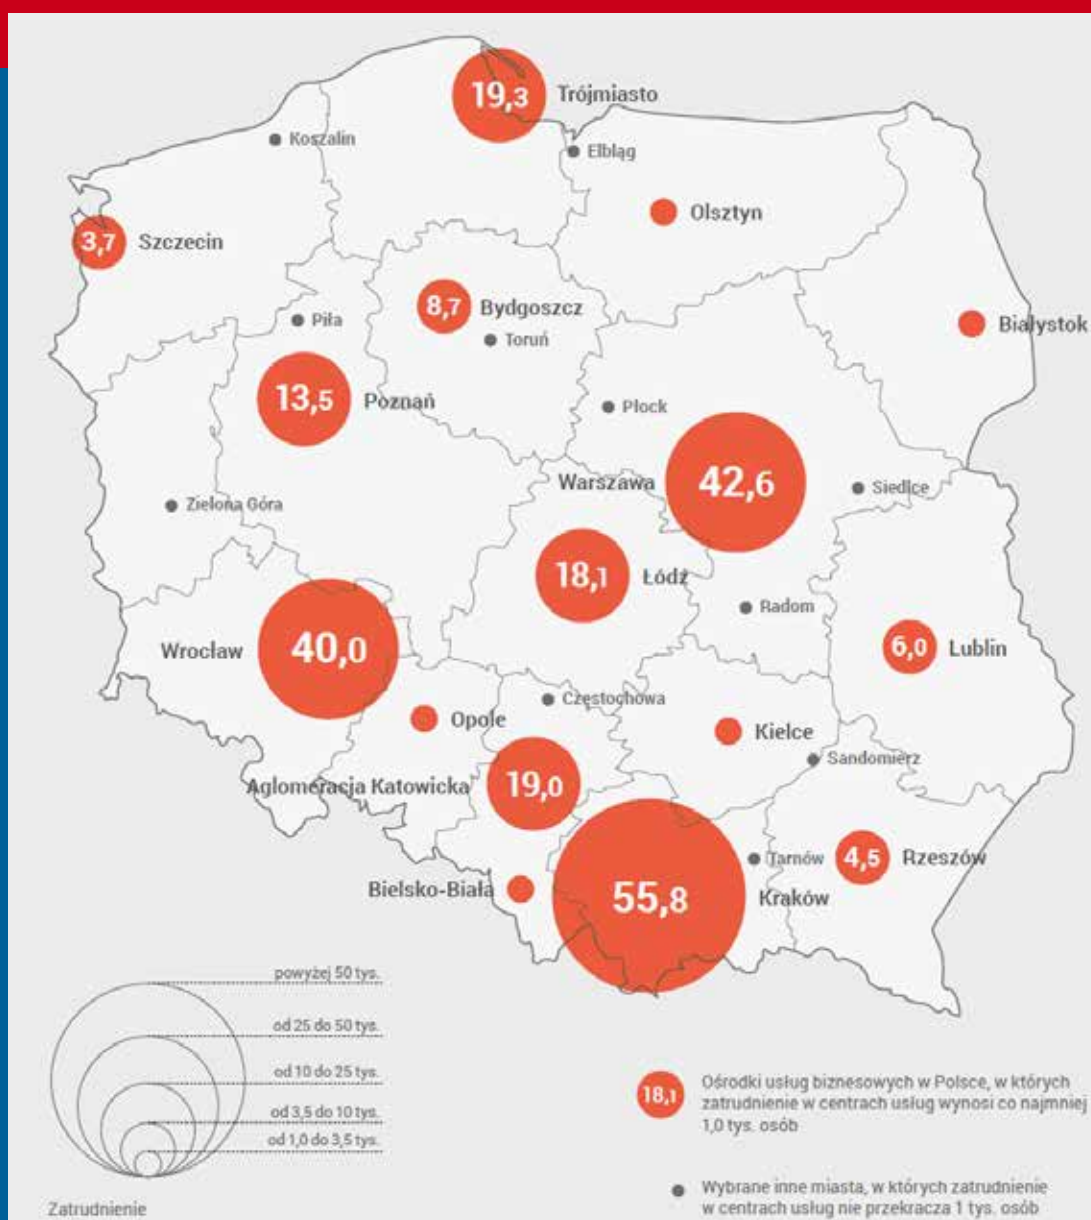 19,3 Trójmiasto
Koszalin
Elbląg
Olsztyn
3,7 Szczecin
8,7 Bydgoszcz
Piła
Toruń
Białystok
13,5 Poznań
Płock
Warszawa 42,6
Siedlce
Zielona Góra
18,1 Łódź
Radom
Wrocław 40,0
6,0 Lublin
Częstochowa
Opole
Kielce
Sandomierz
Aglomeracja Katowicka 19,0
Tarnów
4,5 Rzeszów
Bielsko-Biała
55,8 Kraków
powyżej 50 tys.
od 25 do 50 tys.
od 10 do 25 tys.
od 3,5 do 10 tys.
od 1,0 do 3,5 tys.
Zatrudnienie
18,1
Ośrodki usług biznesowych w Polsce, w których
zatrudnienie w centrach usług wynosi co najmniej
1,0 tys. osób
Wybrane inne miasta, w których zatrudnienie
w centrach usług nie przekracza 1 tys. osób